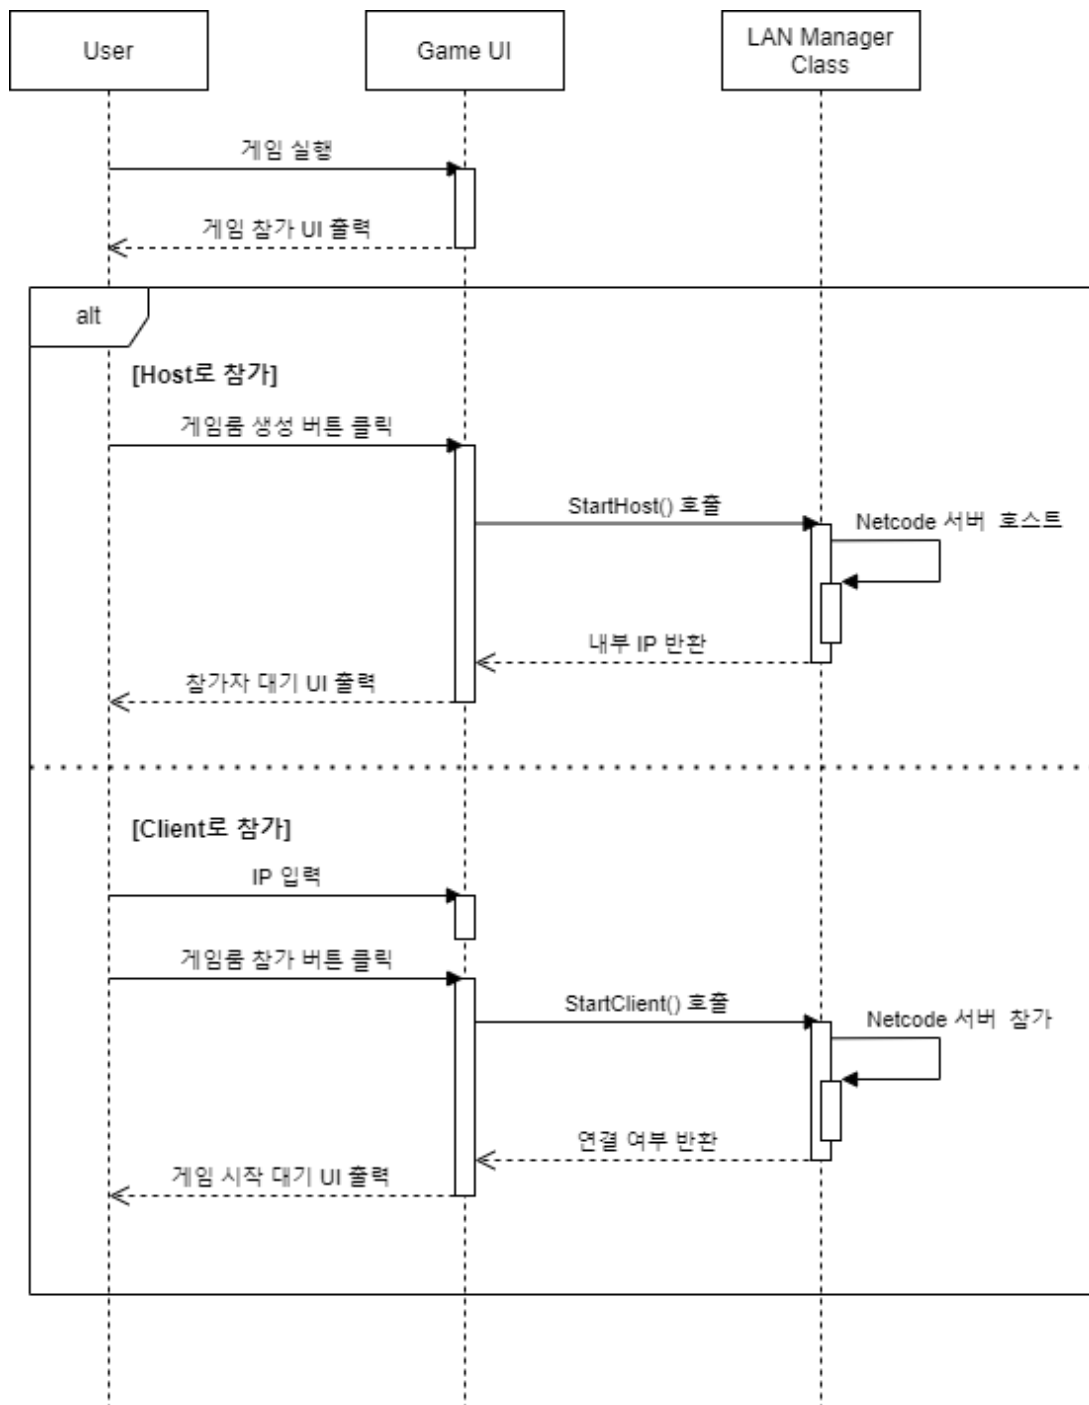 User
Game UI
LAN Manager
Class
게임 실행
게임 참가 UI 출력
alt
[Host로 참가]
게임룸 생성 버튼 클릭
StartHost() 호출
Netcode 서버 호스트
내부 IP 반환
참가자 대기 UI 출력
[Client로 참가]
IP 입력
게임룸 참가 버튼 클릭
StartClient() 호출
Netcode 서버 참가
연결 여부 반환
게임 시작 대기 UI 출력